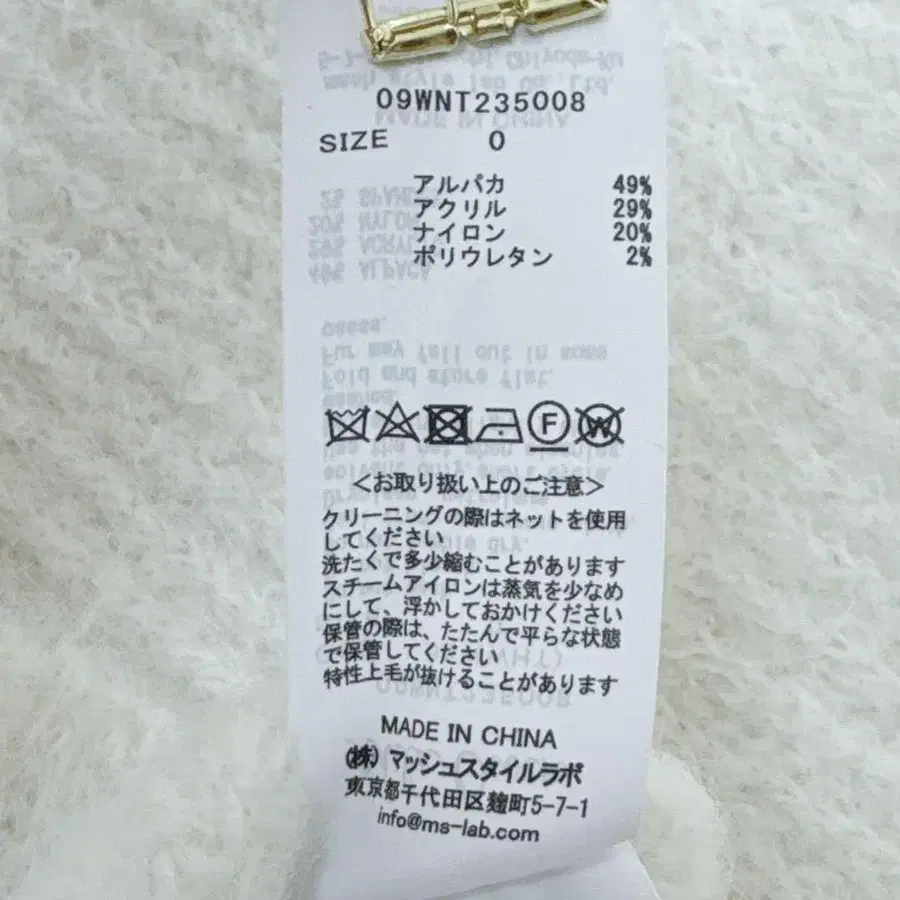 09WNT235008
SIZE 0
アルパカ 49%
アクリル 29%
ナイロン 20%
ポリウレタン 2%
F
W
<お取り扱い上のご注意>
クリーニングの際はネットを使用
してください
洗たくで多少縮むことがあります
スチームアイロンは蒸気を少なめ
にして、浮かしておかけください
保管の際は、たたんで平らな状態
で保管してください
特性上毛が抜けることがあります
MADE IN CHINA
㈱マッシュスタイルラボ
東京都千代田区麹町5-7-1
info@ms-lab.com